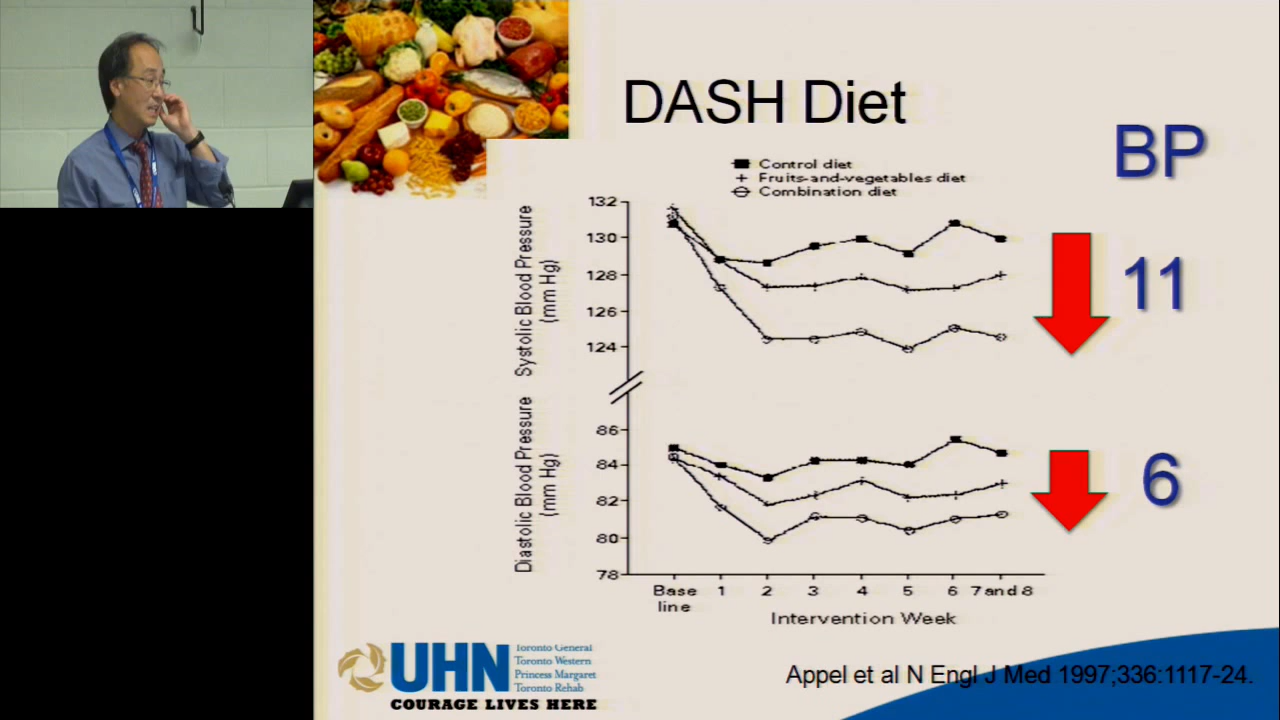 DASH Diet
BP
Control diet
Fruits-and-vegetables diet
Combination diet
Systolic Blood Pressure
(mm Hg)
132
130
128
126
124
11
Diastolic Blood Pressure
(mm Hg)
86
84
82
80
78
6
Base line 1 2 3 4 5 6 7 and 8
Intervention Week
UHN
Toronto General
Toronto Western
Princess Margaret
Toronto Rehab
COURAGE LIVES HERE
Appel et al N Engl J Med 1997;336:1117-24.